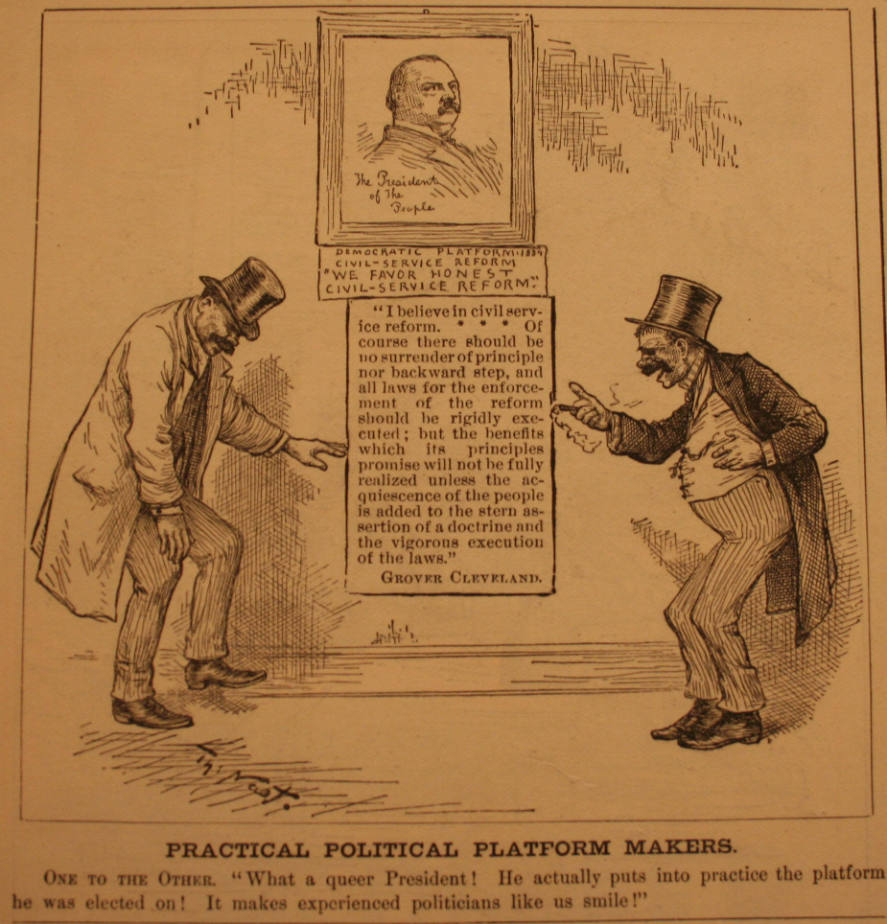 The President
of The
People
DEMOCRATIC PLATFORM. 1884
CIVIL-SERVICE REFORM
"WE FAVOR HONEST
CIVIL-SERVICE REFORM".
"I believe in civil serv-
ice reform. * * * Of
course there should be
no surrender of principle
nor backward step, and
all laws for the enforce-
ment of the reform
should be rigidly exe-
cuted; but the benefits
which its principles
promise will not be fully
realized unless the ac-
quiescence of the people
is added to the stern as-
sertion of a doctrine and
the vigorous execution
of the laws."
GROVER CLEVELAND.
Th: Nast.
PRACTICAL POLITICAL PLATFORM MAKERS.
ONE TO THE OTHER. "What a queer President! He actually puts into practice the platform
he was elected on! It makes experienced politicians like us smile!"